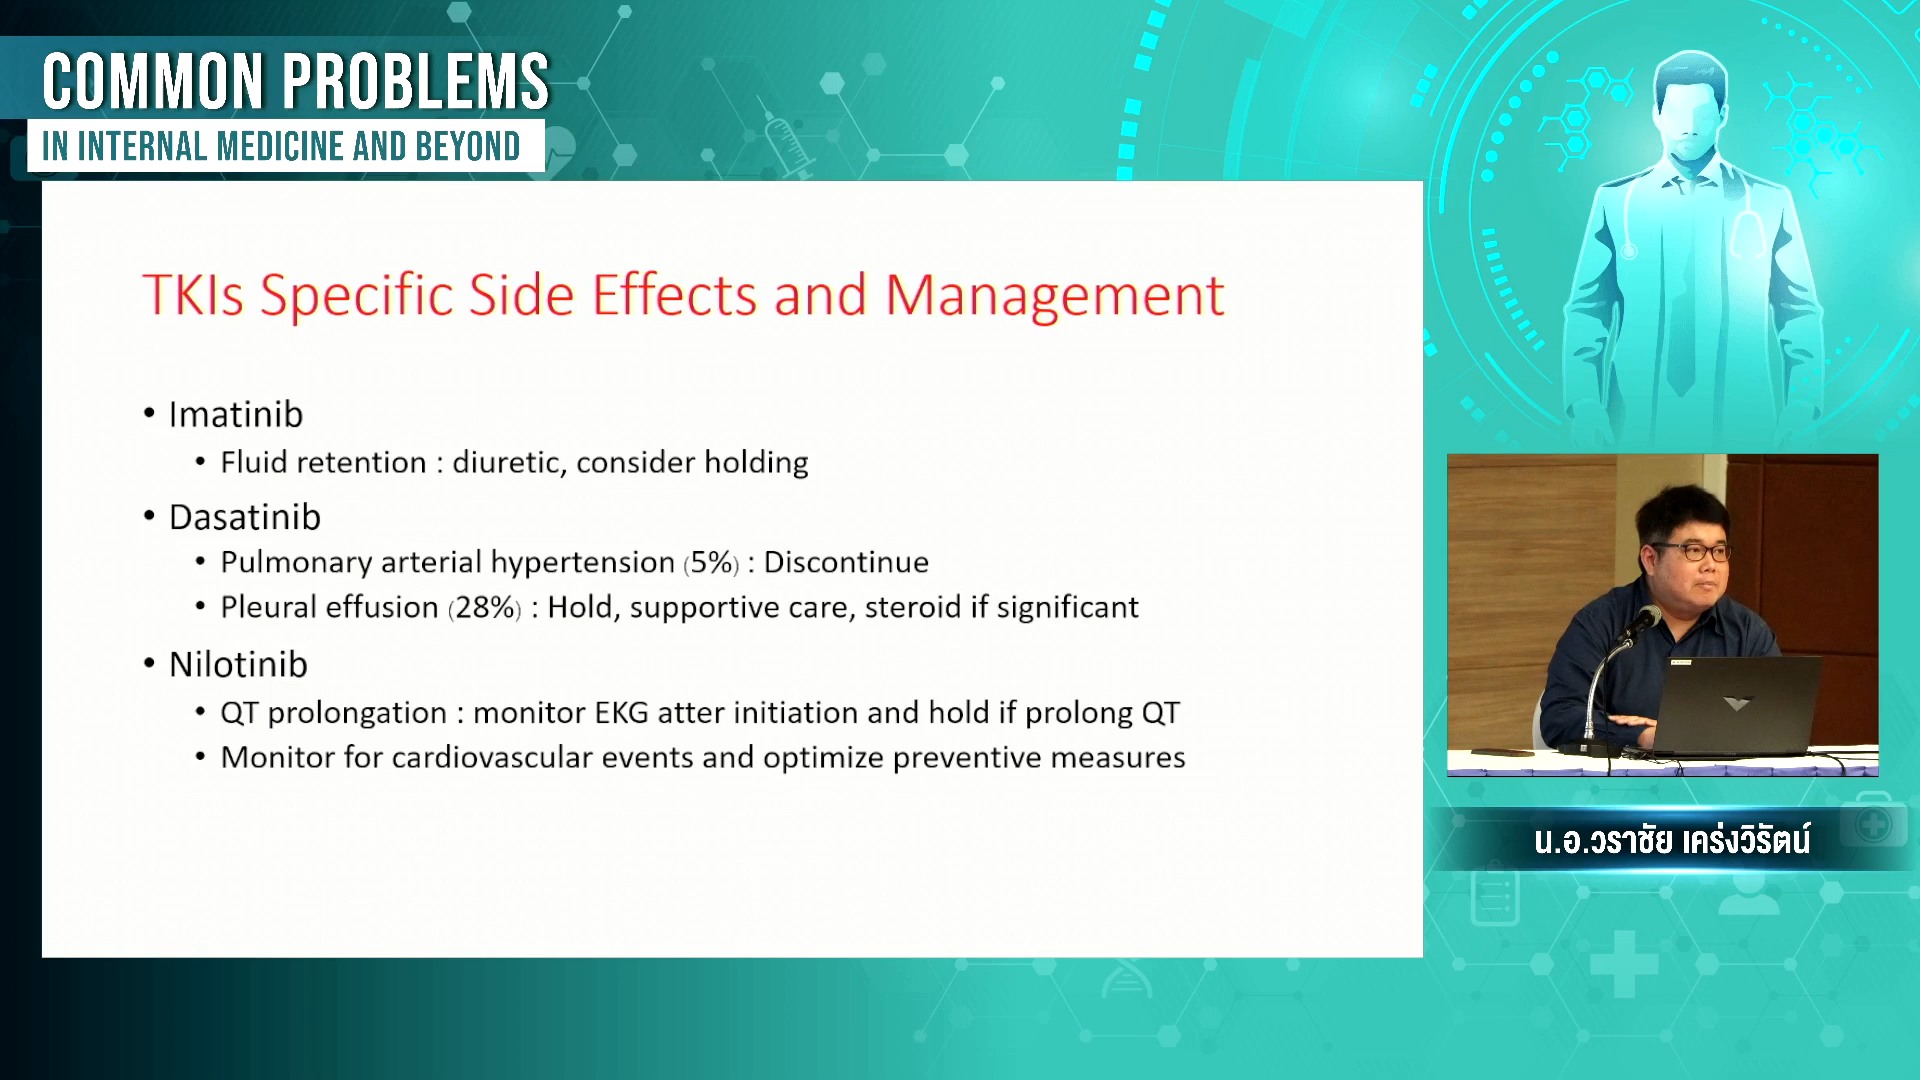 COMMON PROBLEMS
IN INTERNAL MEDICINE AND BEYOND
TKIs Specific Side Effects and Management
• Imatinib
• Fluid retention : diuretic, consider holding
• Dasatinib
• Pulmonary arterial hypertension (5%) : Discontinue
• Pleural effusion (28%) : Hold, supportive care, steroid if significant
• Nilotinib
• QT prolongation : monitor EKG atter initiation and hold if prolong QT
• Monitor for cardiovascular events and optimize preventive measures
น.อ.วราชัย เคร่งวิรัตน์